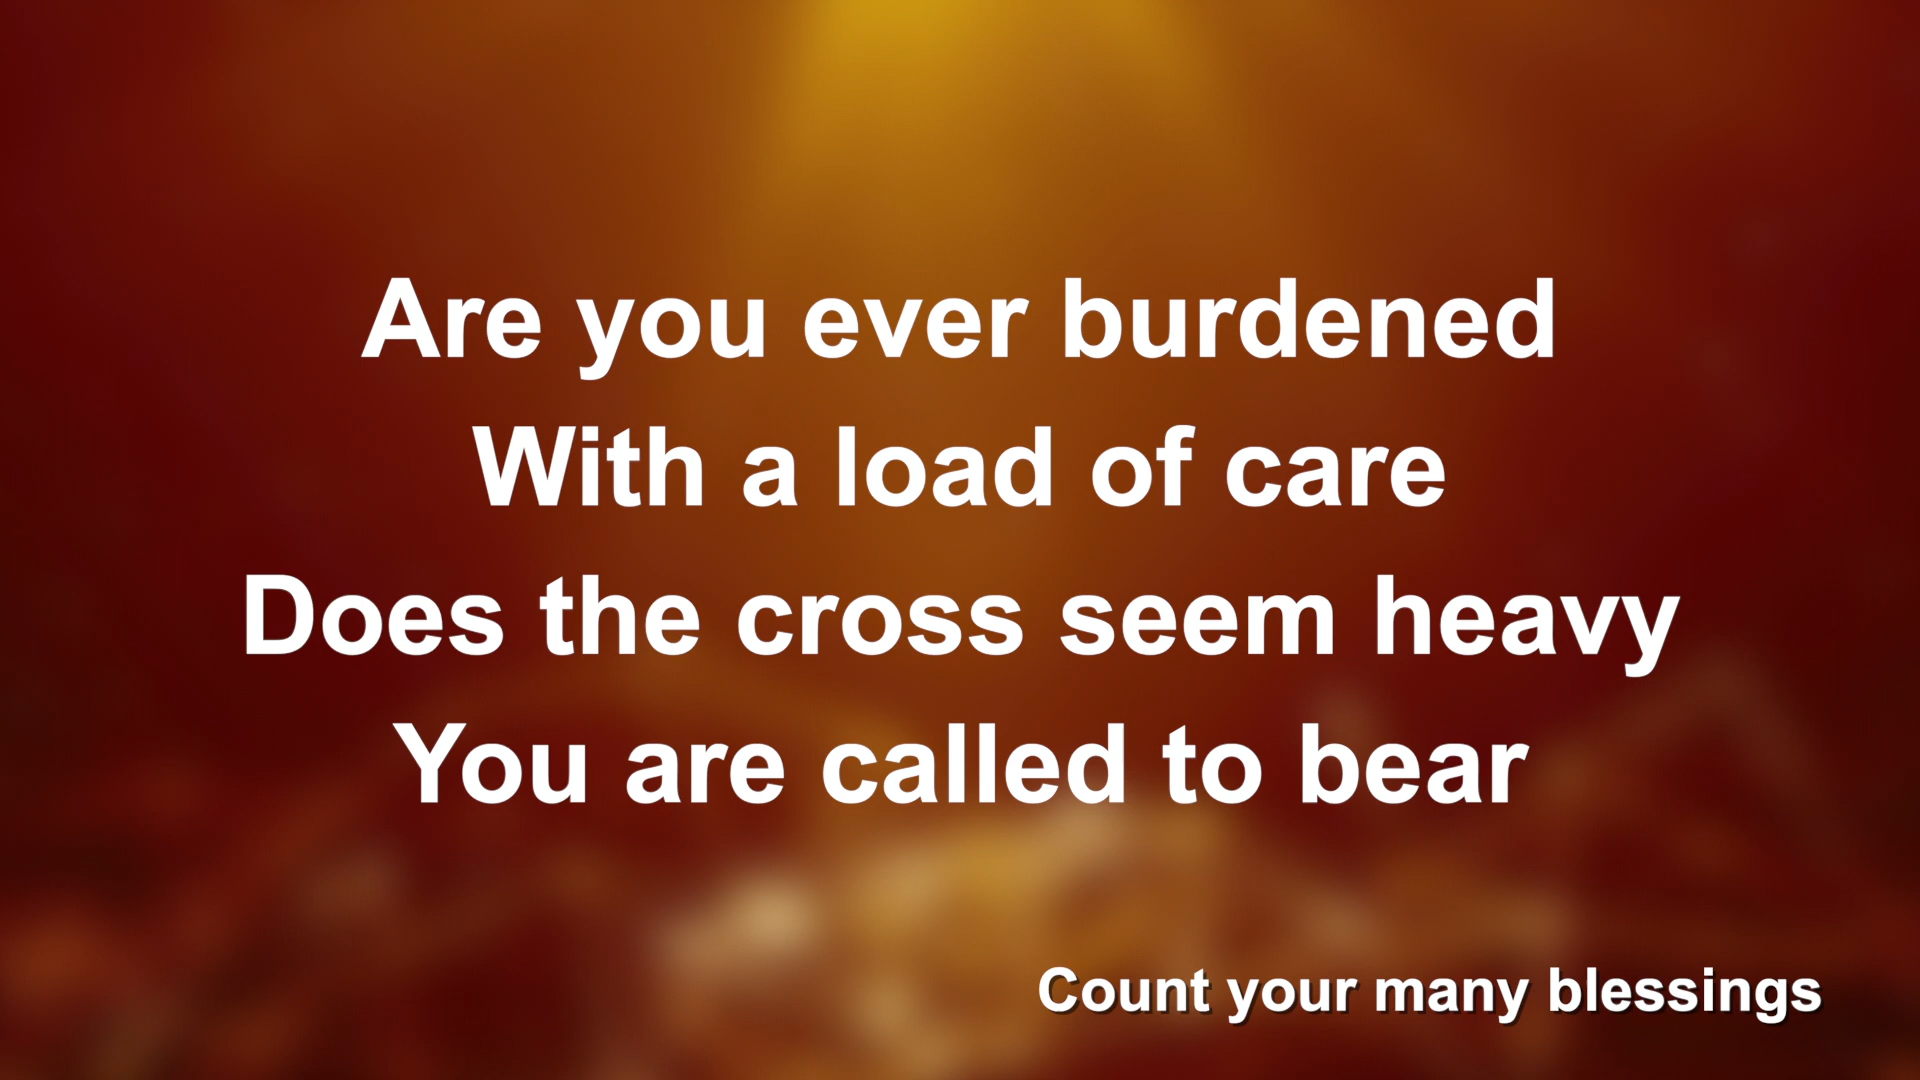 Are you ever burdened
With a load of care
Does the cross seem heavy
You are called to bear
Count your many blessings